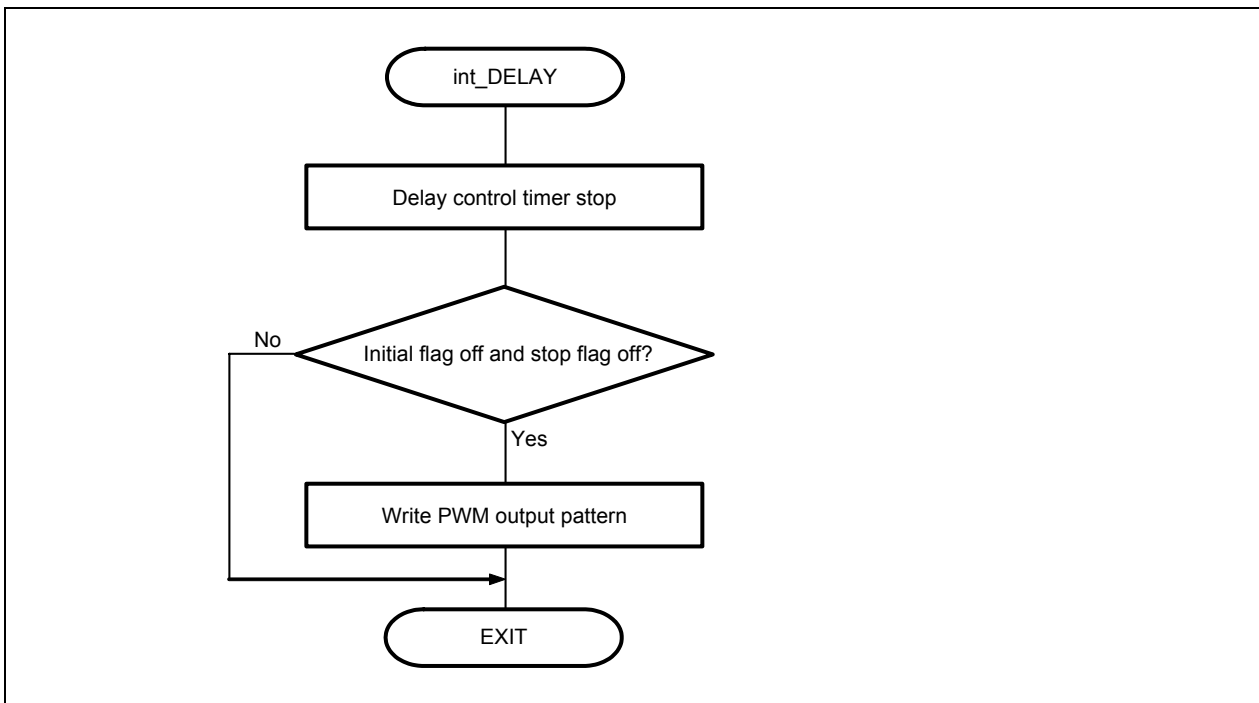 int_DELAY
Delay control timer stop
No
Initial flag off and stop flag off?
Yes
Write PWM output pattern
EXIT